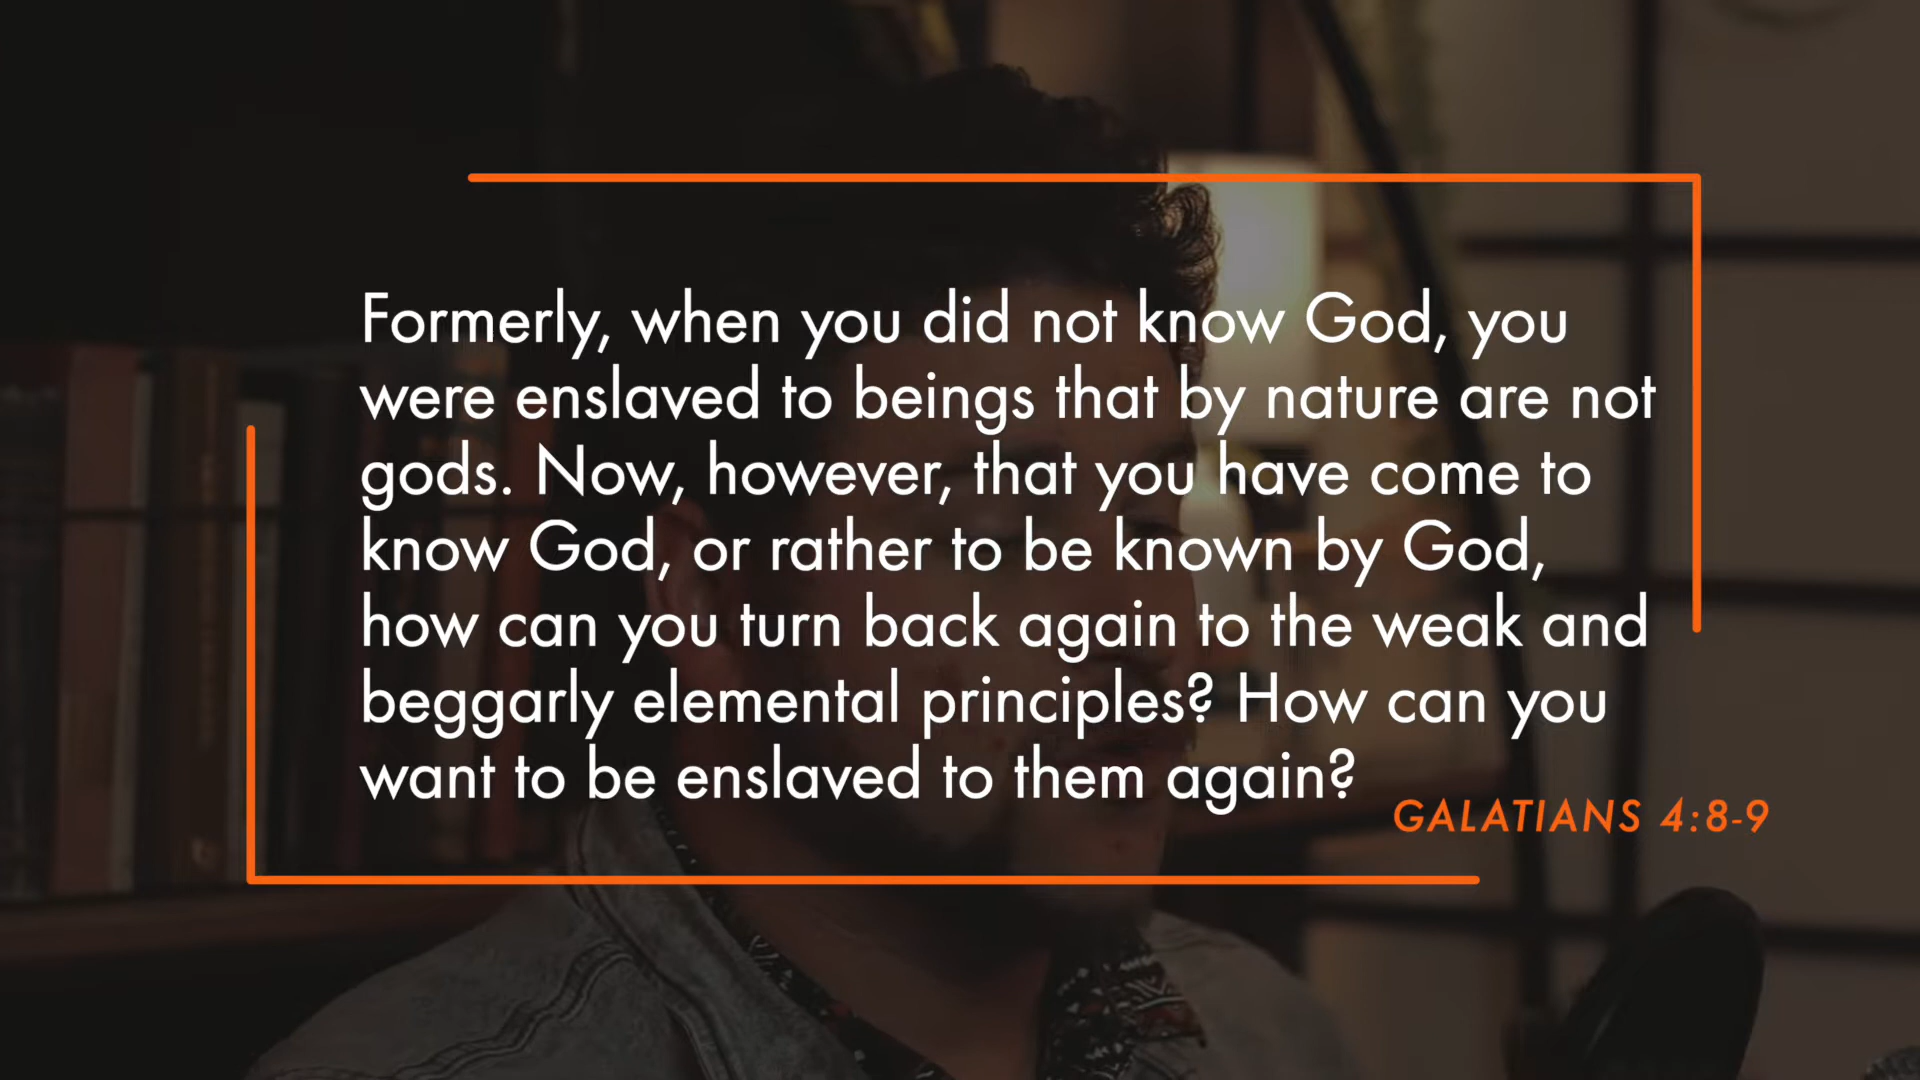 Formerly, when you did not know God, you
were enslaved to beings that by nature are not
gods. Now, however, that you have come to
know God, or rather to be known by God,
how can you turn back again to the weak and
beggarly elemental principles? How can you
want to be enslaved to them again?
GALATIANS 4:8-9